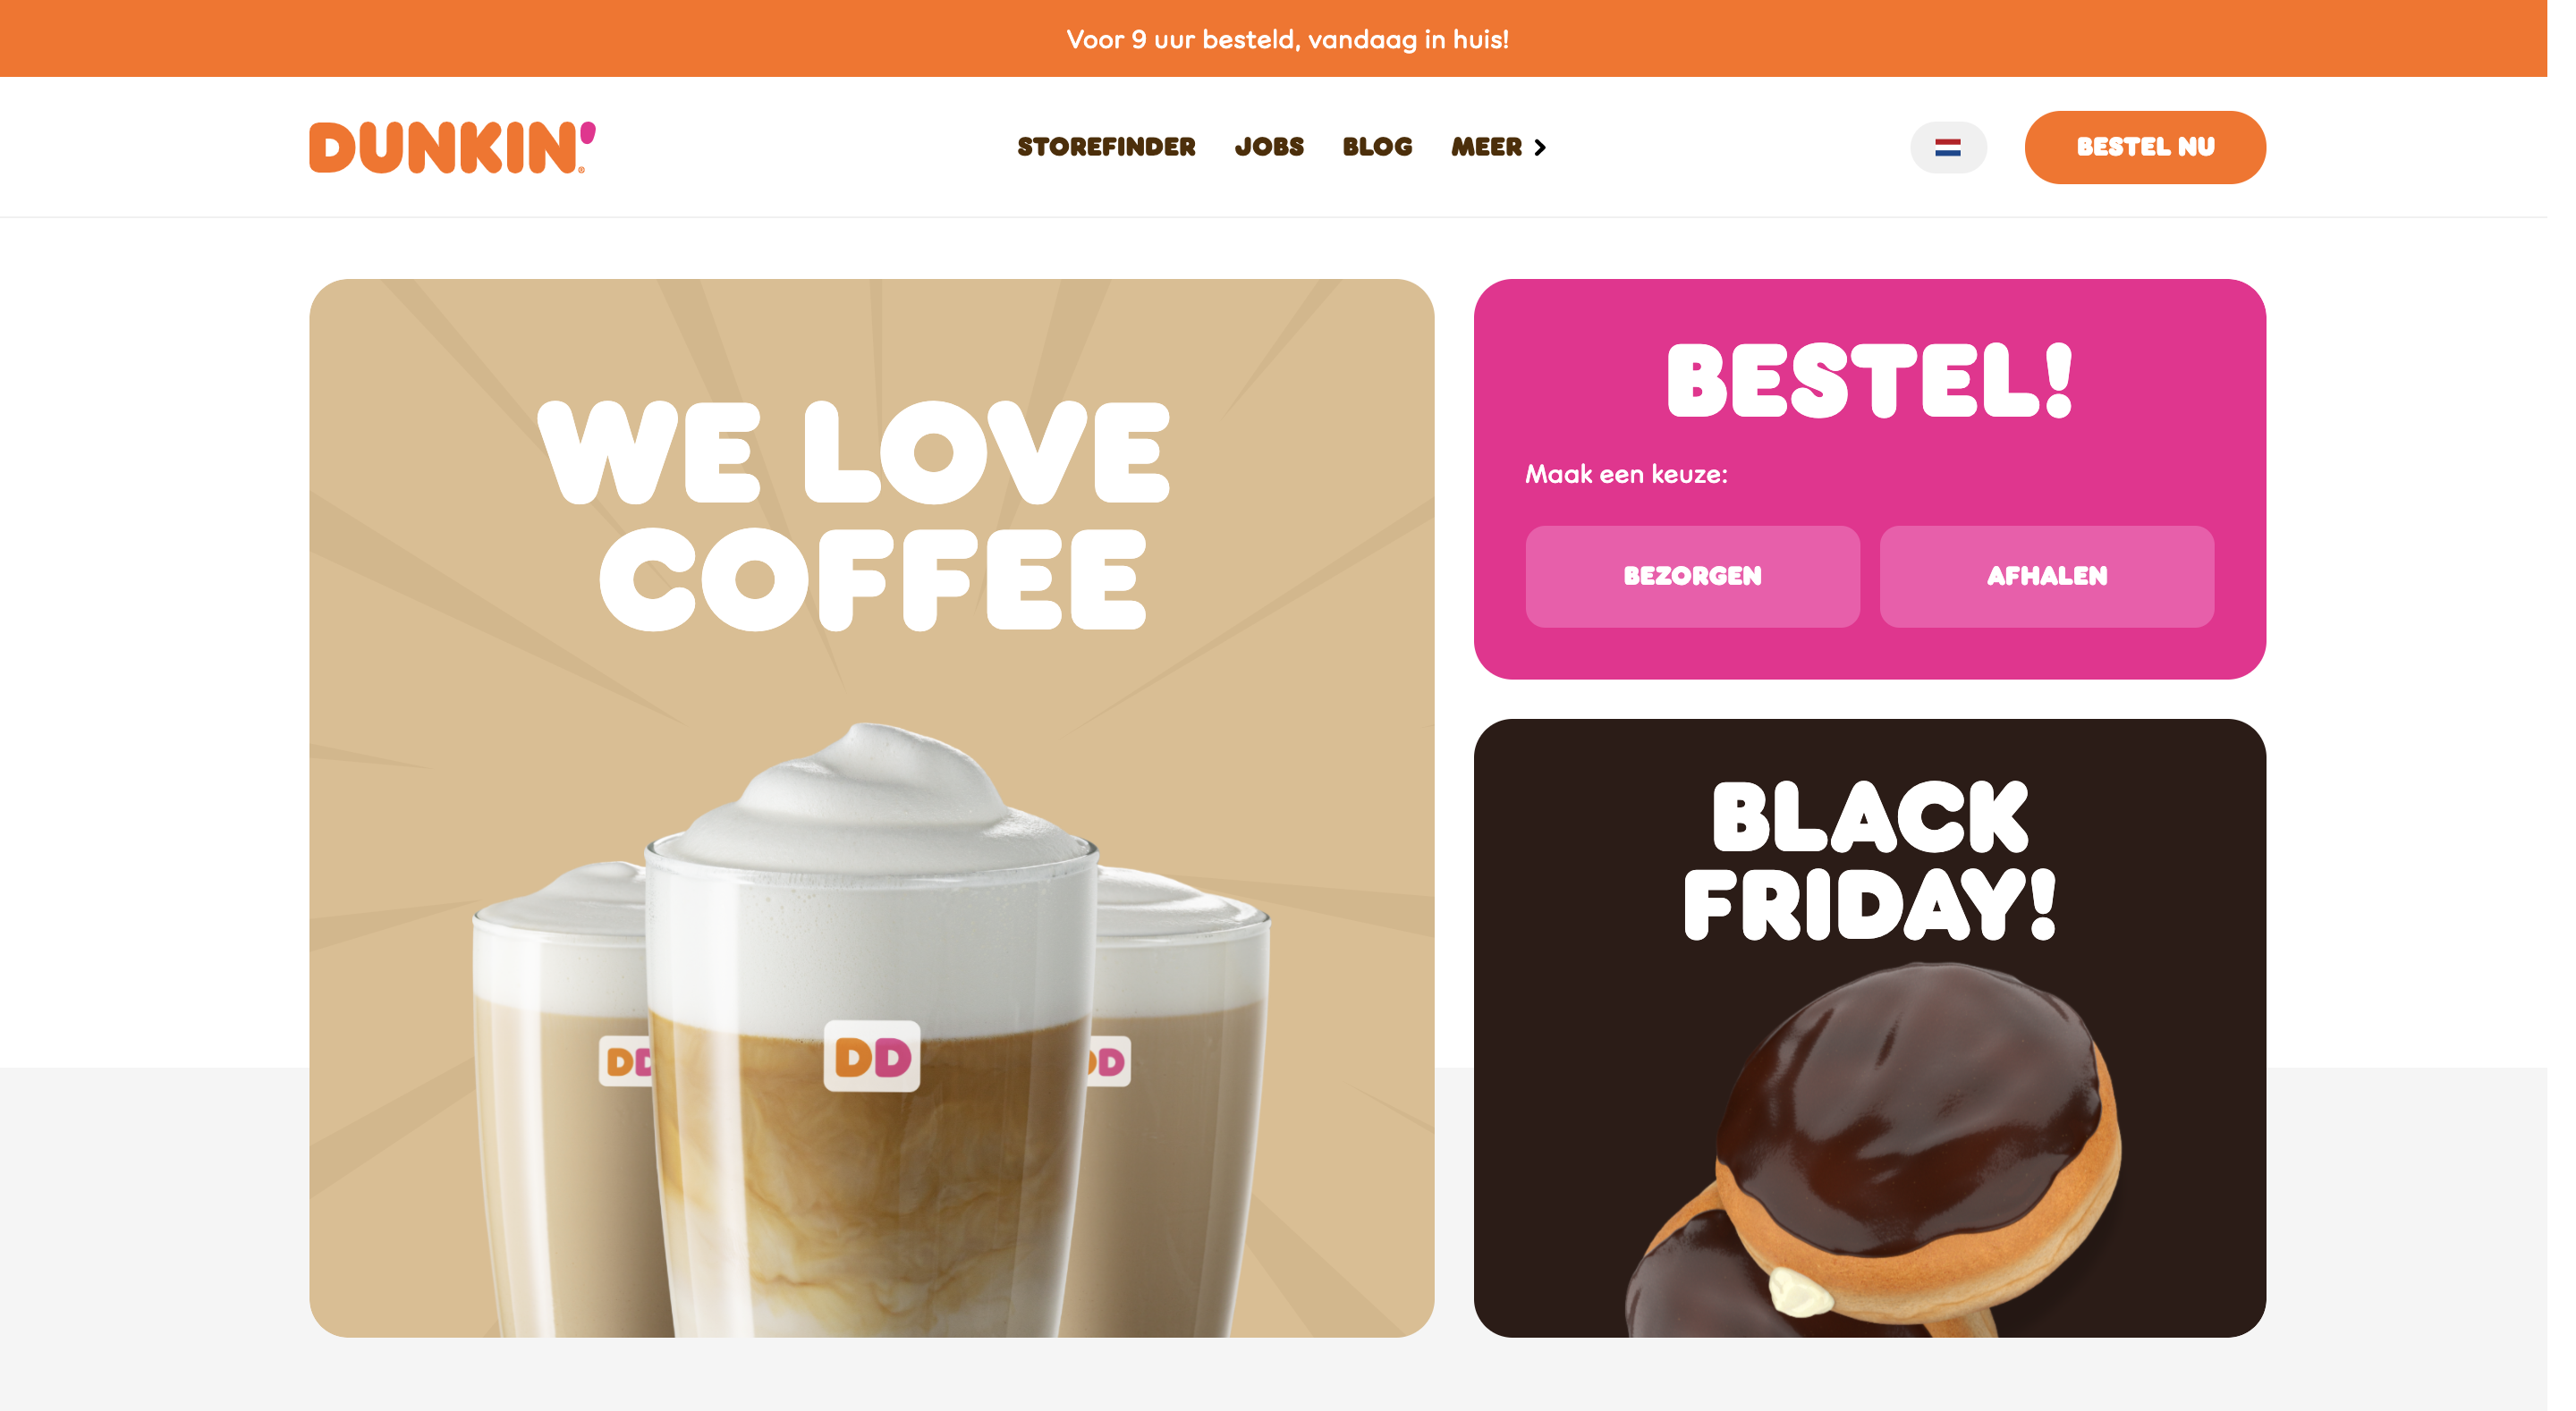 Voor 9 uur besteld, vandaag in huis!
DUNKIN'®
STOREFINDER JOBS BLOG MEER
BESTEL NU
WE LOVE
COFFEE
DD
DD
DD
BESTEL!
Maak een keuze:
BEZORGEN
AFHALEN
BLACK
FRIDAY!